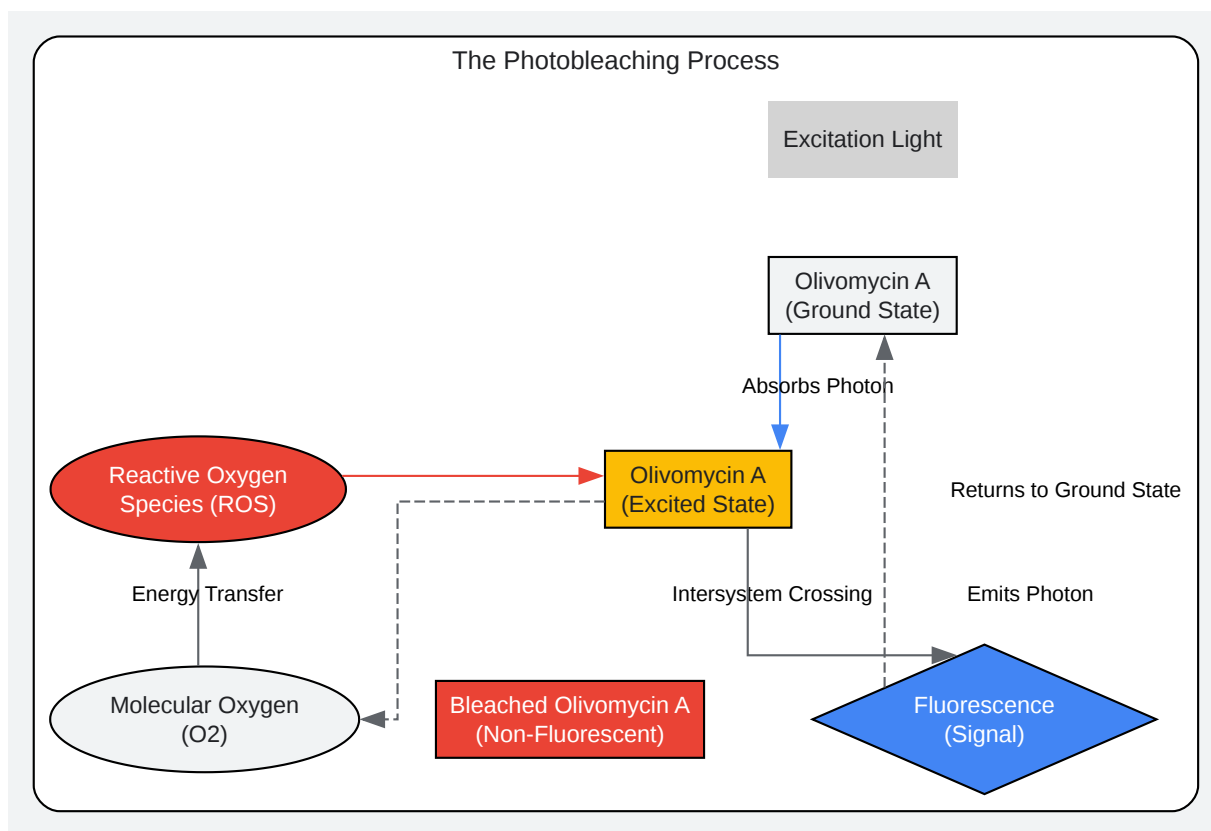 The Photobleaching Process
Excitation Light
Olivomycin A
(Ground State)
Absorbs Photon
Reactive Oxygen
Species (ROS)
Olivomycin A
(Excited State)
Returns to Ground State
Energy Transfer
Intersystem Crossing
Emits Photon
Molecular Oxygen
(O2)
Bleached Olivomycin A
(Non-Fluorescent)
Fluorescence
(Signal)